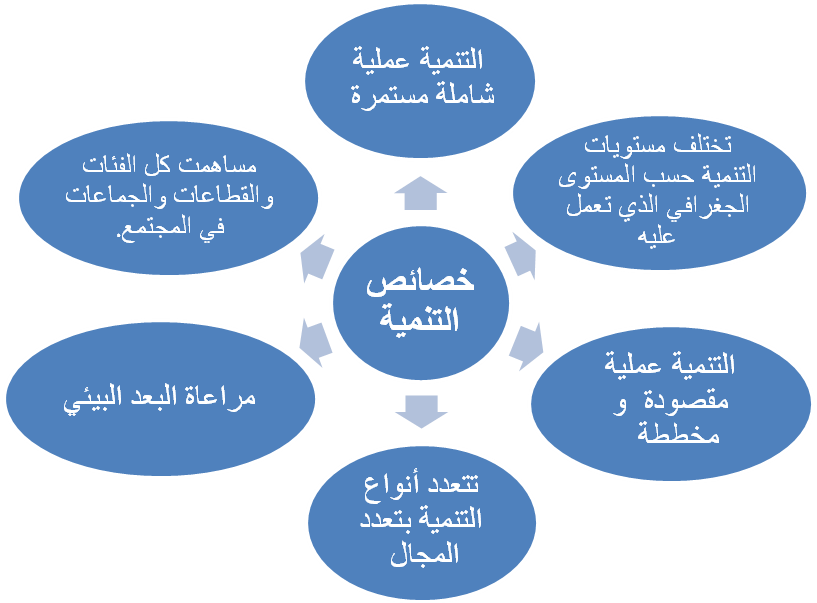 خصائص
التنمية
التنمية عملية
شاملة مستمرة
تختلف مستويات
التنمية حسب المستوى
الجغرافي الذي تعمل
عليه
التنمية عملية
مقصودة و
مخططة
تتعدد أنواع
التنمية بتعدد
المجال
مراعاة البعد البيئي
مساهمت كل الفئات
والقطاعات والجماعات
في المجتمع.